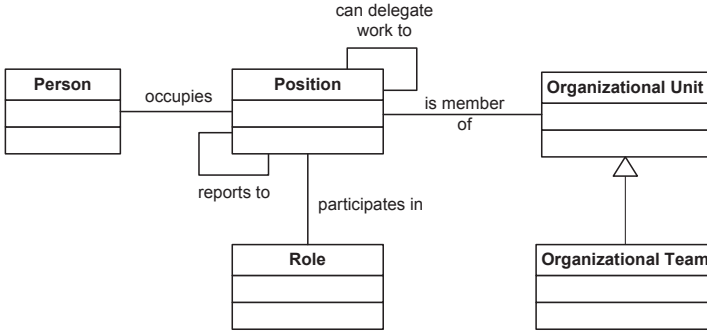 can delegate
work to
Person
occupies
Position
is member
of
Organizational Unit
reports to
participates in
Role
Organizational Team